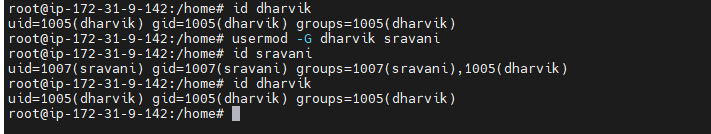 root@ip-172-31-9-142:/home# id dharvik
uid=1005(dharvik) gid=1005(dharvik) groups=1005(dharvik)
root@ip-172-31-9-142:/home# usermod -G dharvik sravani
root@ip-172-31-9-142:/home# id sravani
uid=1007(sravani) gid=1007(sravani) groups=1007(sravani),1005(dharvik)
root@ip-172-31-9-142:/home# id dharvik
uid=1005(dharvik) gid=1005(dharvik) groups=1005(dharvik)
root@ip-172-31-9-142:/home#